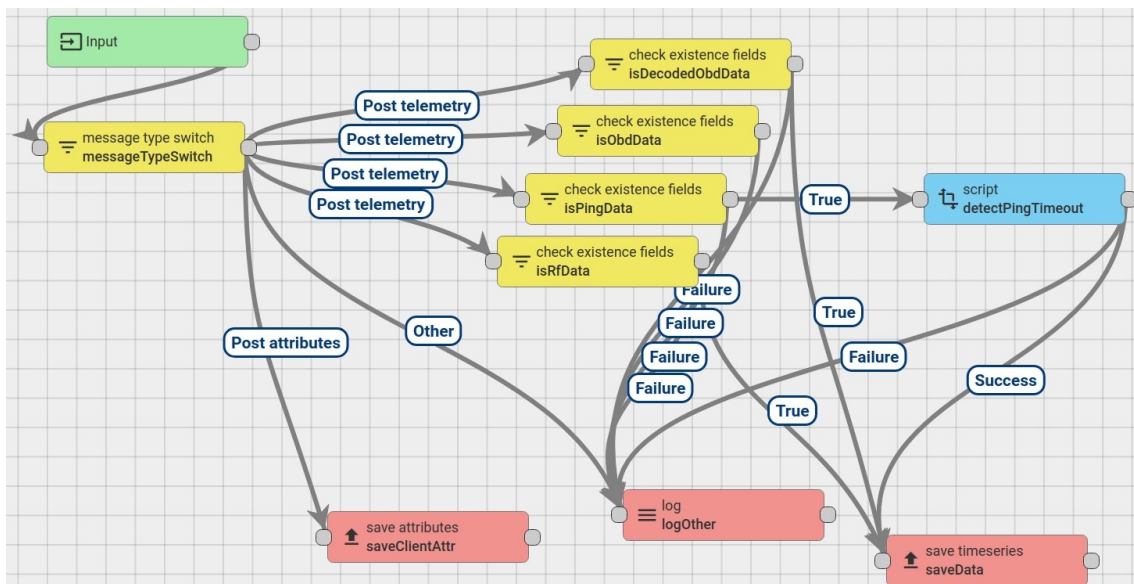 Input
message type switch
messageTypeSwitch
check existence fields
isDecodedObdData
Post telemetry
check existence fields
isObdData
Post telemetry
check existence fields
isPingData
Post telemetry
True
script
detectPingTimeout
Post telemetry
check existence fields
isRfData
Failure
True
Failure
Other
Post attributes
Failure
Failure
Failure
Success
True
log
logOther
save attributes
saveClientAttr
save timeseries
saveData